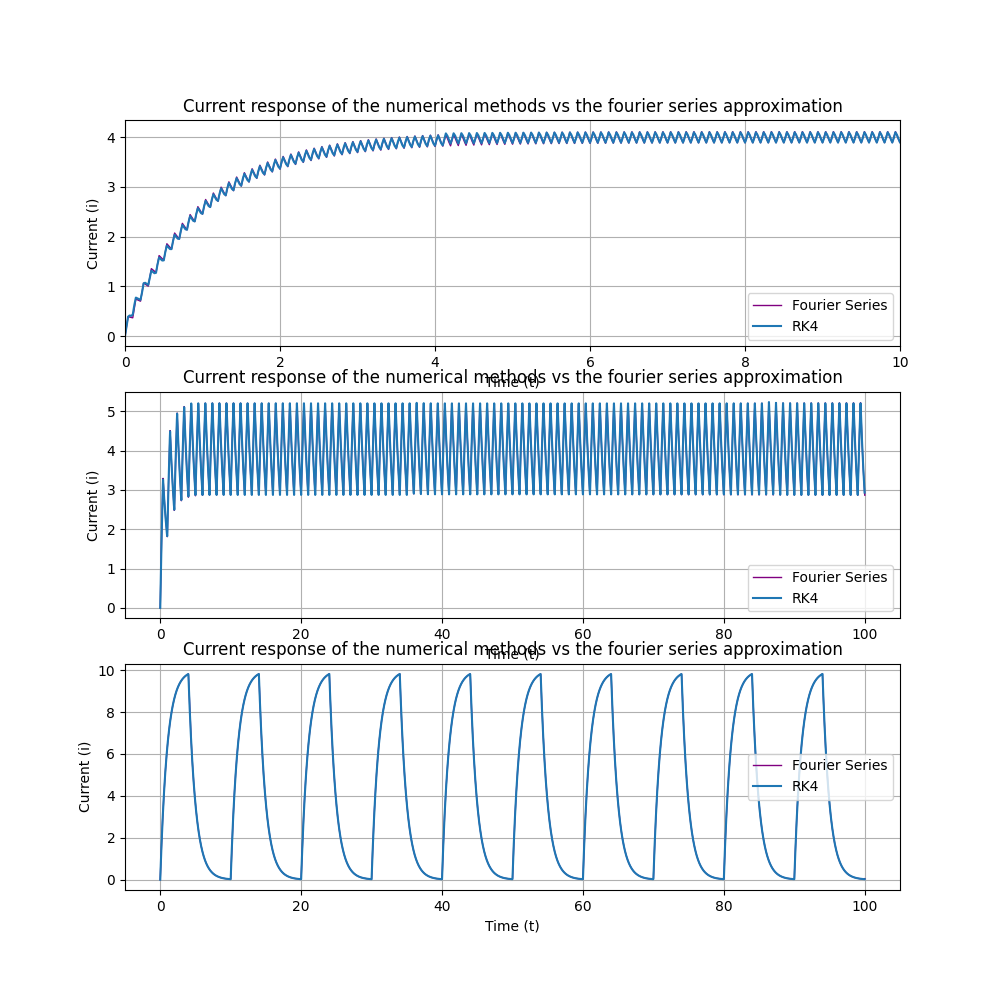 Current response of the numerical methods vs the fourier series approximation
Current (i)
4
3
2
1
0
Fourier Series
RK4
0 2 4 6 8 10
Time (t)
Current response of the numerical methods vs the fourier series approximation
Current (i)
5
4
3
2
1
0
Fourier Series
RK4
0 20 40 60 80 100
Time (t)
Current response of the numerical methods vs the fourier series approximation
Current (i)
10
8
6
4
2
0
Fourier Series
RK4
0 20 40 60 80 100
Time (t)